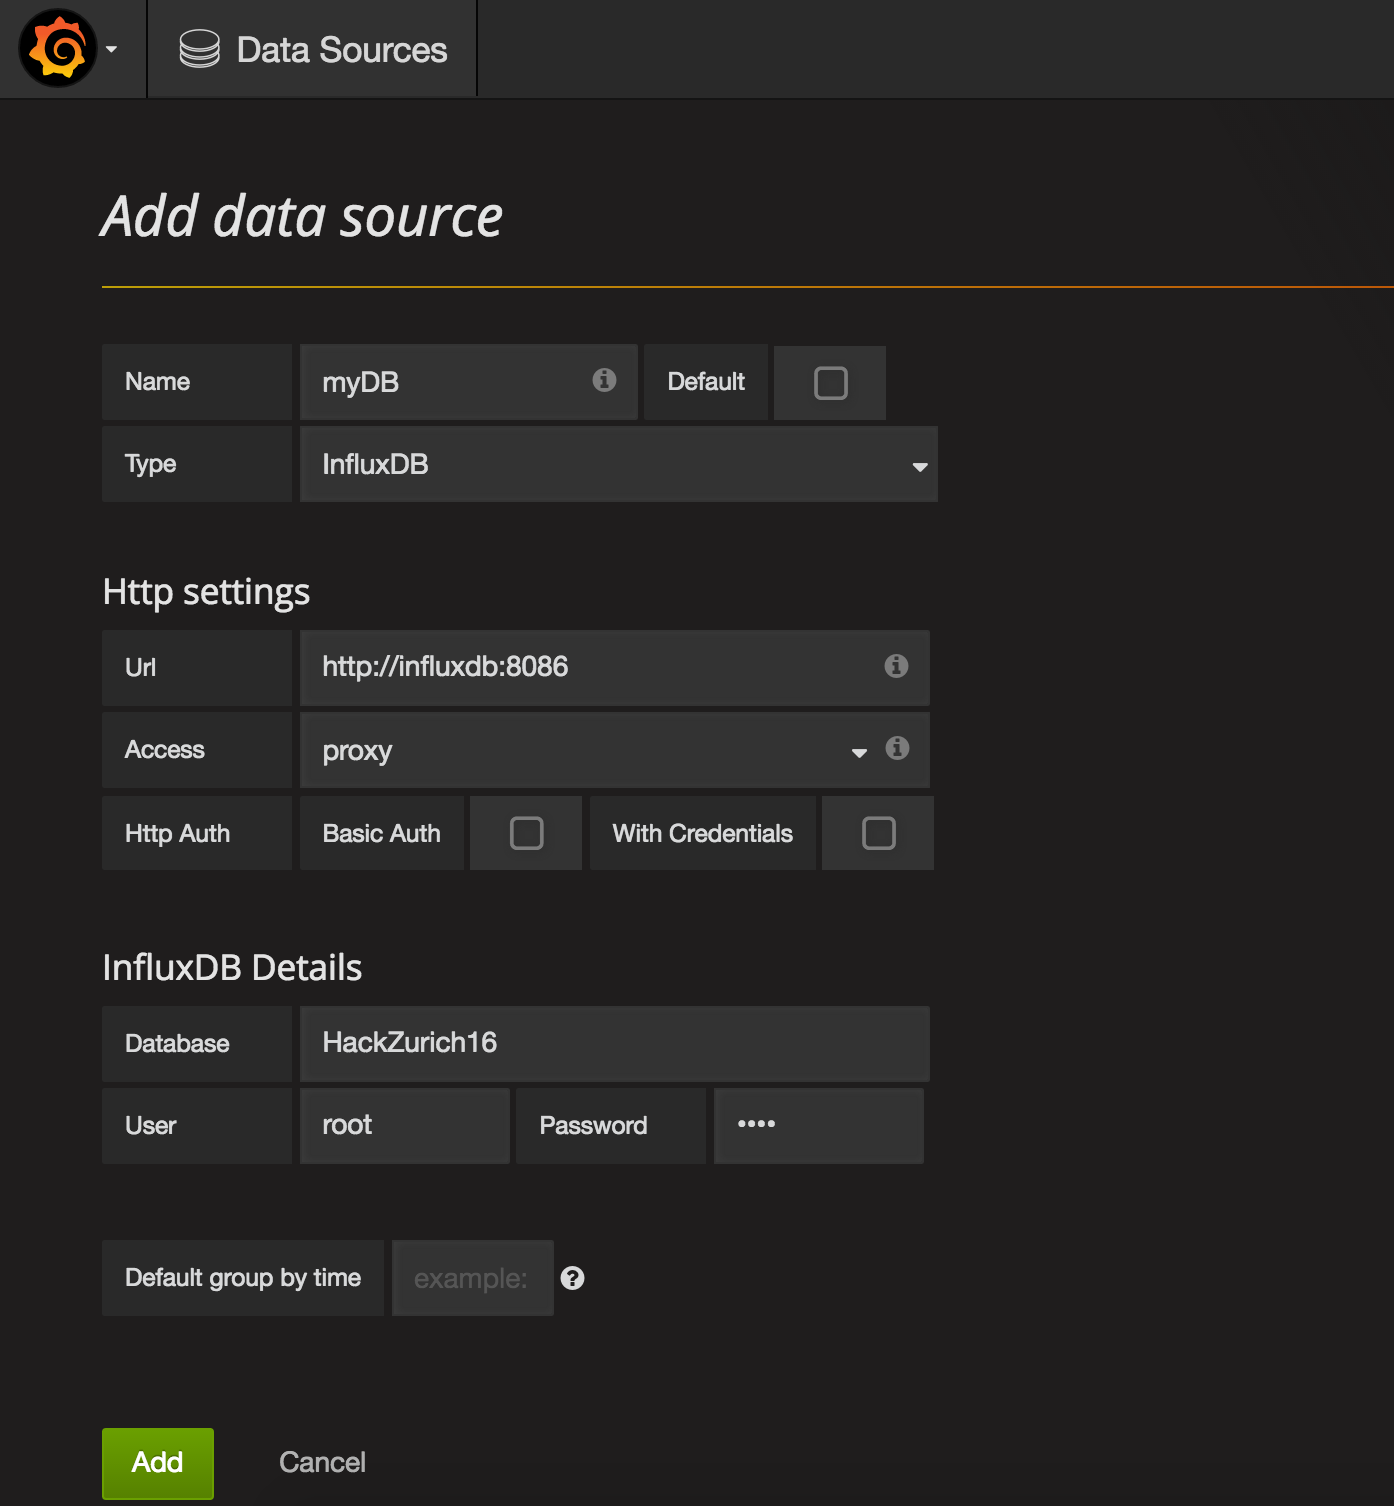 Data Sources
Add data source
Name myDB Default
Type InfluxDB
Http settings
Url http://influxdb:8086
Access proxy
Http Auth Basic Auth With Credentials
InfluxDB Details
Database HackZurich16
User root Password ••••
Default group by time example:
Add Cancel